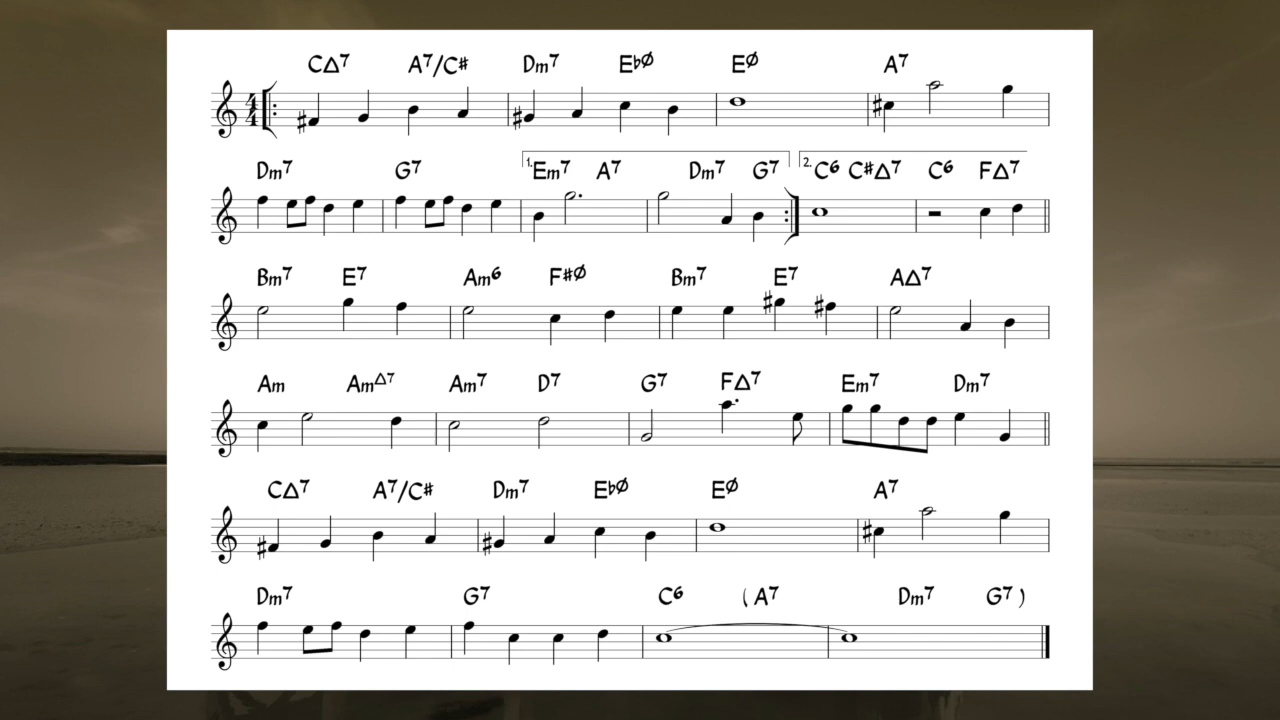 C△7 A7/C# Dm7 E♭ø Eø A7
4/4
Dm7 G7 1. Em7 A7 Dm7 G7 2. C6 C#△7 C6 F△7
Bm7 E7 Am6 F#ø Bm7 E7 A△7
Am Am△7 Am7 D7 G7 F△7 Em7 Dm7
C△7 A7/C# Dm7 E♭ø Eø A7
Dm7 G7 C6 ( A7 Dm7 G7 )